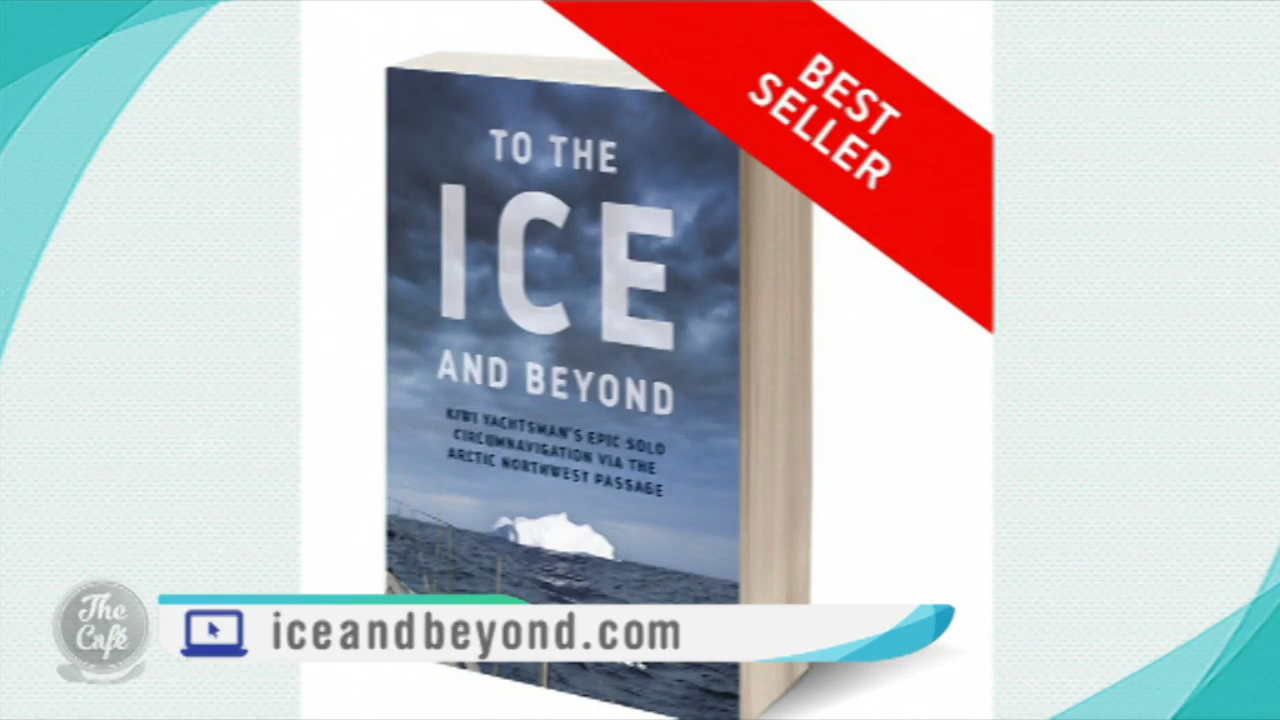 BEST
SELLER
TO THE
ICE
AND BEYOND
KIWI YACHTSMAN'S EPIC SOLO
CIRCUMNAVIGATION VIA THE
ARCTIC NORTHWEST PASSAGE
The
Café
iceandbeyond.com